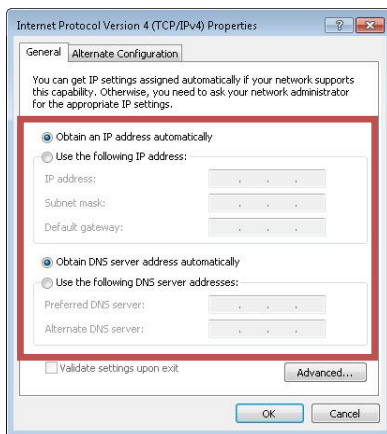 Internet Protocol Version 4 (TCP/IPv4) Properties
General
Alternate Configuration
You can get IP settings assigned automatically if your network supports
this capability. Otherwise, you need to ask your network administrator
for the appropriate IP settings.
Obtain an IP address automatically
Use the following IP address:
IP address:
Subnet mask:
Default gateway:
Obtain DNS server address automatically
Use the following DNS server addresses:
Preferred DNS server:
Alternate DNS server:
Validate settings upon exit
Advanced...
OK
Cancel